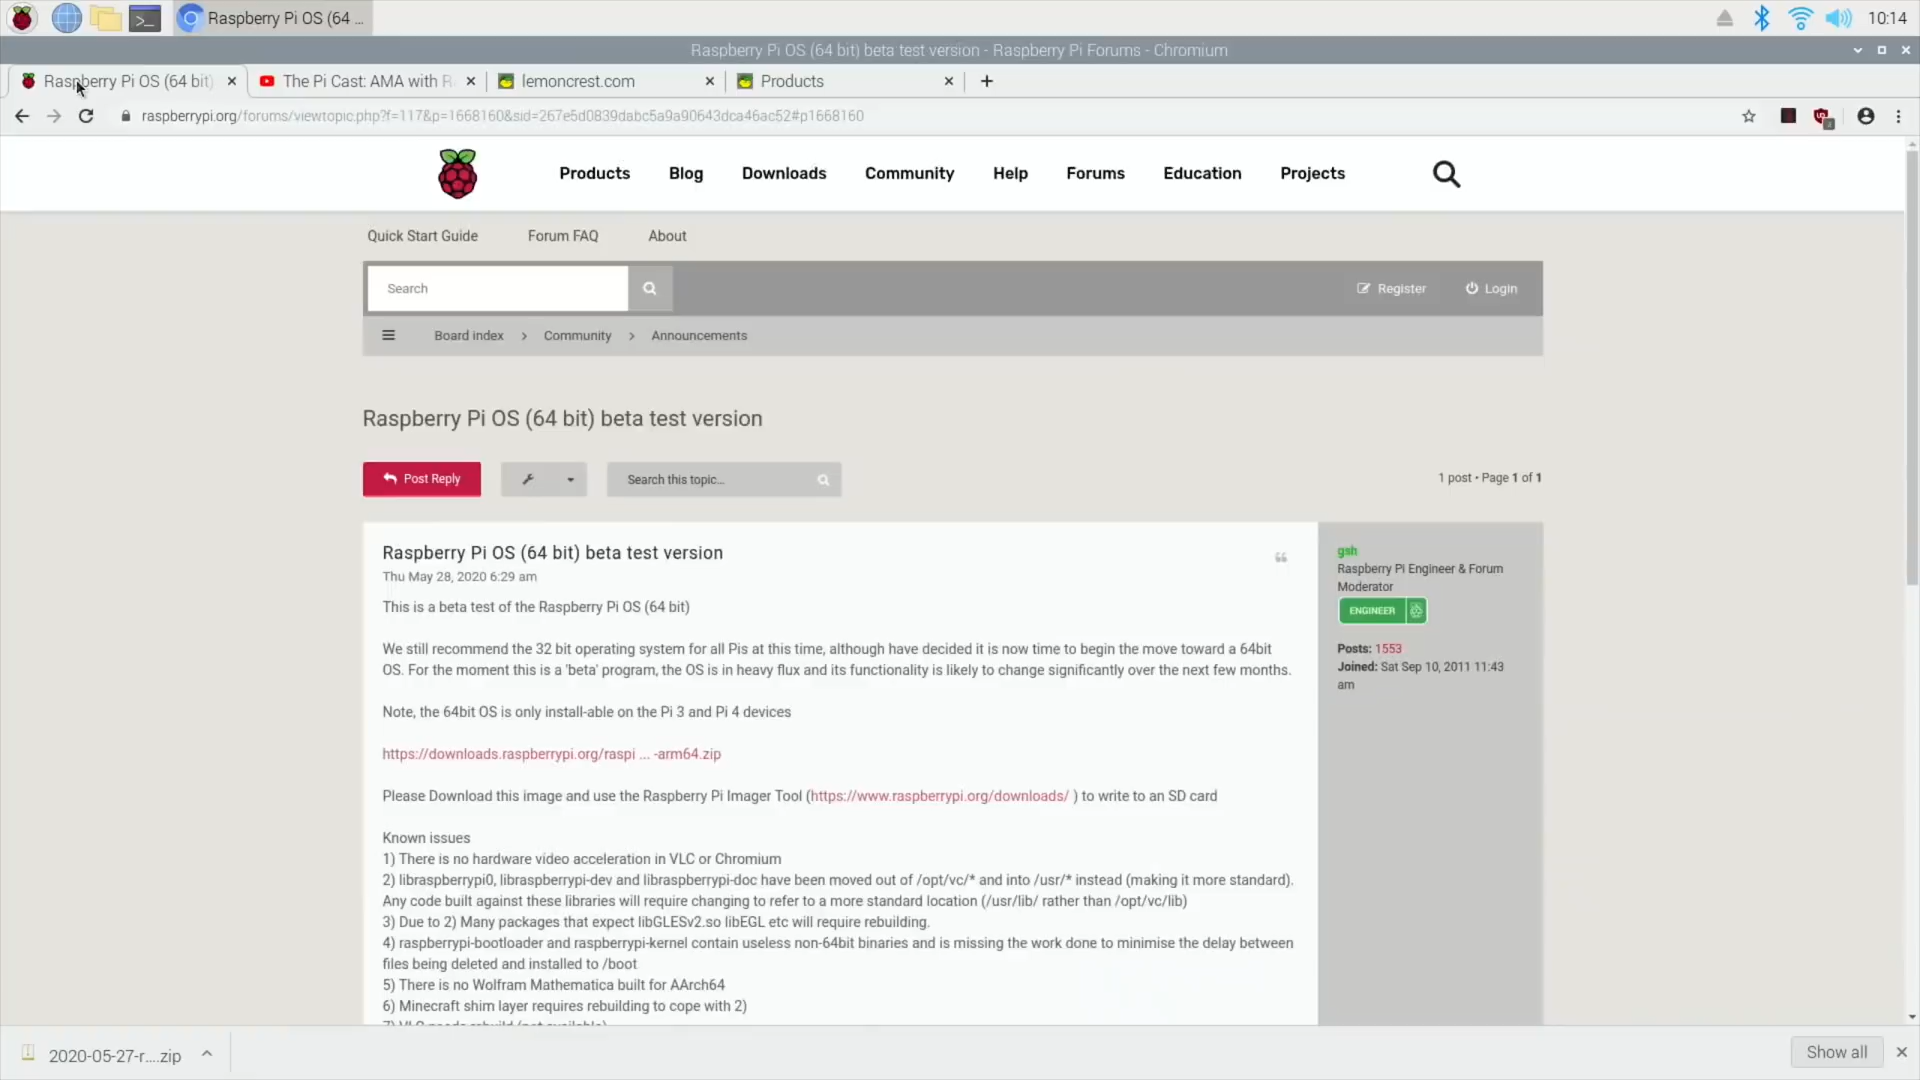 Raspberry Pi OS (64 ...
10:14
Raspberry Pi OS (64 bit) beta test version - Raspberry Pi Forums - Chromium
Raspberry Pi OS (64 bit)
The Pi Cast: AMA with R
lemoncrest.com
Products
raspberrypi.org/forums/viewtopic.php?f=117&p=1668160&sid=267e5d0839dabc5a9a90643dca46ac52#p1668160
2
Products Blog Downloads Community Help Forums Education Projects
Quick Start Guide Forum FAQ About
Search
Register Login
Board index > Community > Announcements
Raspberry Pi OS (64 bit) beta test version
Post Reply
Search this topic...
1 post • Page 1 of 1
Raspberry Pi OS (64 bit) beta test version
Thu May 28, 2020 6:29 am
This is a beta test of the Raspberry Pi OS (64 bit)
We still recommend the 32 bit operating system for all Pis at this time, although have decided it is now time to begin the move toward a 64bit
OS. For the moment this is a 'beta' program, the OS is in heavy flux and its functionality is likely to change significantly over the next few months.
Note, the 64bit OS is only install-able on the Pi 3 and Pi 4 devices
https://downloads.raspberrypi.org/raspi ... -arm64.zip
Please Download this image and use the Raspberry Pi Imager Tool (https://www.raspberrypi.org/downloads/ ) to write to an SD card
Known issues
1) There is no hardware video acceleration in VLC or Chromium
2) libraspberrypi0, libraspberrypi-dev and libraspberrypi-doc have been moved out of /opt/vc/* and into /usr/* instead (making it more standard).
Any code built against these libraries will require changing to refer to a more standard location (/usr/lib/ rather than /opt/vc/lib)
3) Due to 2) Many packages that expect libGLESv2.so libEGL etc will require rebuilding.
4) raspberrypi-bootloader and raspberrypi-kernel contain useless non-64bit binaries and is missing the work done to minimise the delay between
files being deleted and installed to /boot
5) There is no Wolfram Mathematica built for AArch64
6) Minecraft shim layer requires rebuilding to cope with 2)
7) VLC needs rebuild (not available)
gsh
Raspberry Pi Engineer & Forum
Moderator
ENGINEER
Posts: 1553
Joined: Sat Sep 10, 2011 11:43
am
2020-05-27-r....zip
Show all